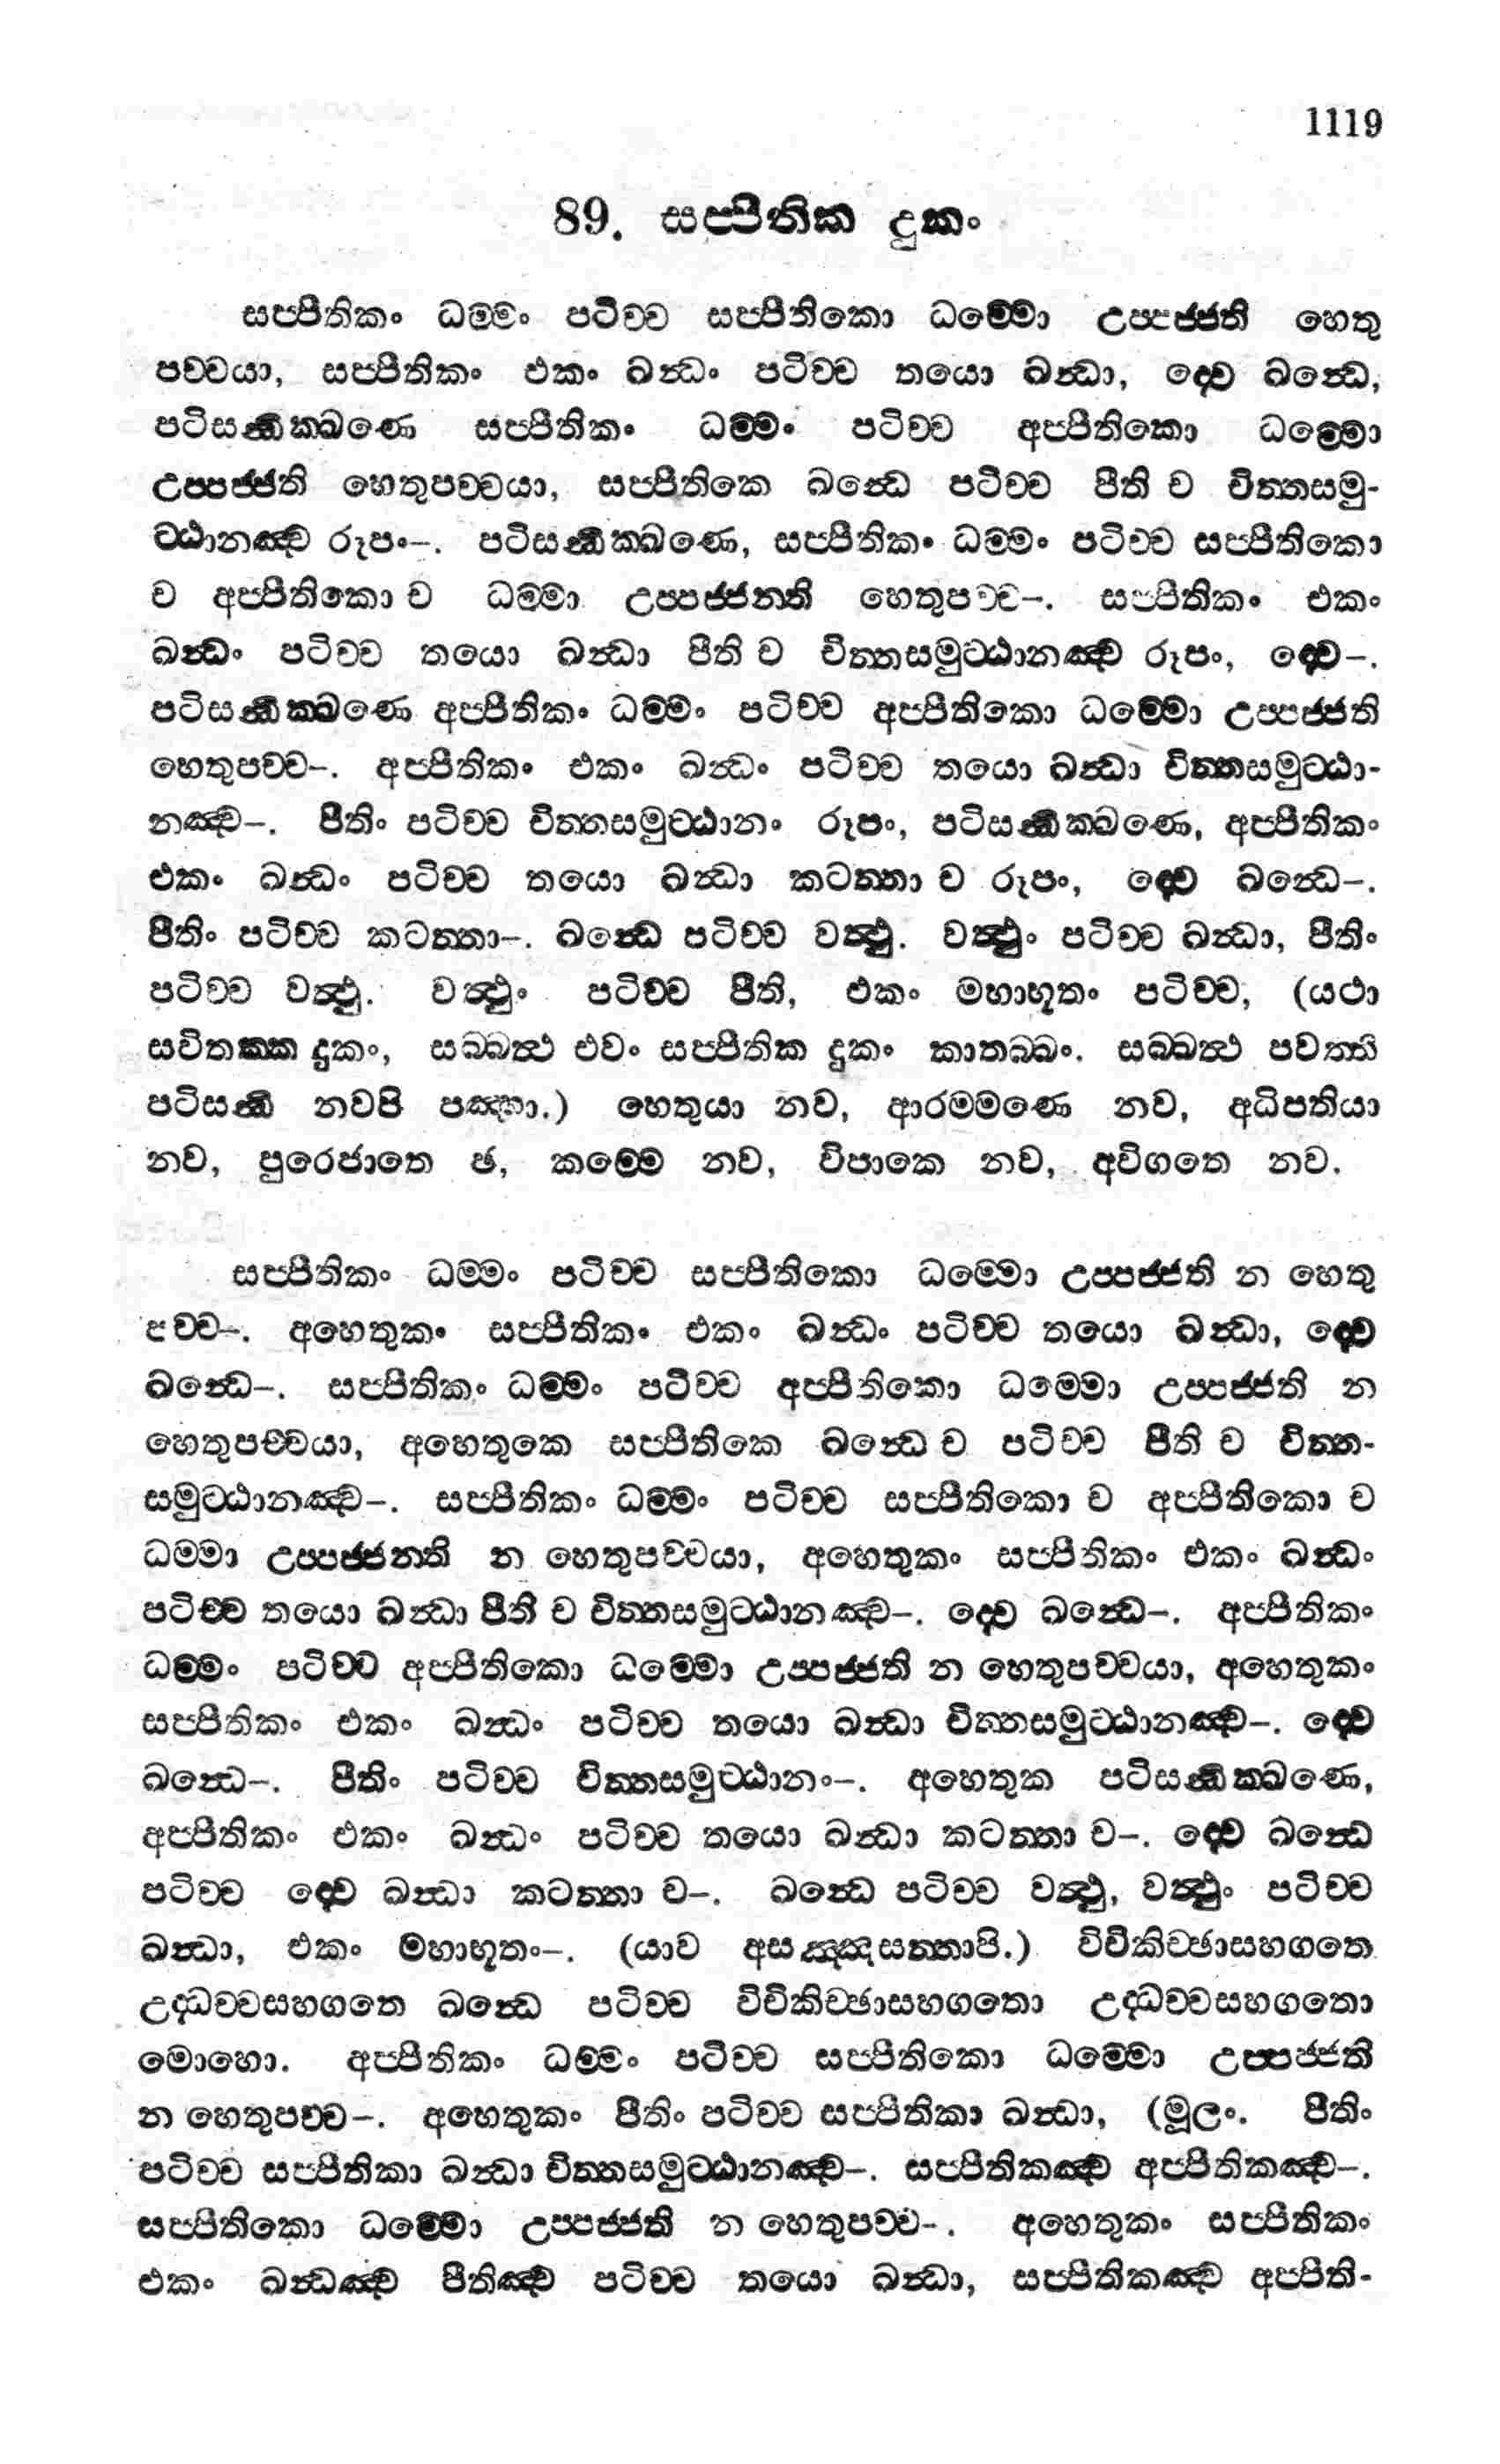 1119
89. සප්පීතික දුකං
සප්පීතිකං ධම්මං පටිච්ච සප්පීතිකො ධම්මො උප්පජ්ජති හෙතු
පච්චයා, සප්පීතිකං එකං ඛන්ධං පටිච්ච තයො ඛන්ධා, ද්වෙ ඛන්ධෙ,
පටිසන්ධික්ඛණෙ සප්පීතිකං ධම්මං පටිච්ච අප්පීතිකො ධම්මො
උප්පජ්ජති හෙතුපච්චයා, සප්පීතිකෙ ඛන්ධෙ පටිච්ච පීති ච චිත්තසමු-
ට්ඨානඤ්ච රූපං–. පටිසන්ධික්ඛණෙ, සප්පීතිකං ධම්මං පටිච්ච සප්පීතිකො
ච අප්පීතිකො ච ධම්මා උප්පජ්ජන්ති හෙතුපච්ච–. සප්පීතිකං එකං
ඛන්ධං පටිච්ච තයො ඛන්ධා පීති ච චිත්තසමුට්ඨානඤ්ච රූපං, ද්වෙ–.
පටිසන්ධික්ඛණෙ අප්පීතිකං ධම්මං පටිච්ච අප්පීතිකො ධම්මො උප්පජ්ජති
හෙතුපච්ච–. අප්පීතිකං එකං ඛන්ධං පටිච්ච තයො ඛන්ධා චිත්තසමුට්ඨා-
නඤ්ච–. පීතිං පටිච්ච චිත්තසමුට්ඨානං රූපං, පටිසන්ධික්ඛණෙ, අප්පීතිකං
එකං ඛන්ධං පටිච්ච තයො ඛන්ධා කටත්තා ච රූපං, ද්වෙ ඛන්ධෙ–.
පීතිං පටිච්ච කටත්තා–. ඛන්ධෙ පටිච්ච වත්ථු. වත්ථුං පටිච්ච ඛන්ධා, පීතිං
පටිච්ච වත්ථු. වත්ථුං පටිච්ච පීති, එකං මහාභූතං පටිච්ච, (යථා
සවිතක්ක දුකං, සබ්බත්ථ එවං සප්පීතික දුකං කාතබ්බං. සබ්බත්ථ පවත්ති
පටිසන්ධි නවපි පඤ්හා.) හෙතුයා නව, ආරම්මණෙ නව, අධිපතියා
නව, පුරෙජාතෙ ඡ, කම්මෙ නව, විපාකෙ නව, අවිගතෙ නව.
සප්පීතිකං ධම්මං පටිච්ච සප්පීතිකො ධම්මො උප්පජ්ජති න හෙතු
පච්ච–. අහෙතුකං සප්පීතිකං එකං ඛන්ධං පටිච්ච තයො ඛන්ධා, ද්වෙ
ඛන්ධෙ–. සප්පීතිකං ධම්මං පටිච්ච අප්පීතිකො ධම්මො උප්පජ්ජති න
හෙතුපච්චයා, අහෙතුකෙ සප්පීතිකෙ ඛන්ධෙ ච පටිච්ච පීති ච චිත්ත-
සමුට්ඨානඤ්ච–. සප්පීතිකං ධම්මං පටිච්ච සප්පීතිකො ච අප්පීතිකො ච
ධම්මා උප්පජ්ජන්ති න හෙතුපච්චයා, අහෙතුකං සප්පීතිකං එකං ඛන්ධං
පටිච්ච තයො ඛන්ධා පීති ච චිත්තසමුට්ඨානඤ්ච–. ද්වෙ ඛන්ධෙ–. අප්පීතිකං
ධම්මං පටිච්ච අප්පීතිකො ධම්මො උප්පජ්ජති න හෙතුපච්චයා, අහෙතුකං
සප්පීතිකං එකං ඛන්ධං පටිච්ච තයො ඛන්ධා චිත්තසමුට්ඨානඤ්ච–. ද්වෙ
ඛන්ධෙ–. පීතිං පටිච්ච චිත්තසමුට්ඨානං–. අහෙතුක පටිසන්ධික්ඛණෙ,
අප්පීතිකං එකං ඛන්ධං පටිච්ච තයො ඛන්ධා කටත්තා ච–. ද්වෙ ඛන්ධෙ
පටිච්ච ද්වෙ ඛන්ධා කටත්තා ච–. ඛන්ධෙ පටිච්ච වත්ථු, වත්ථුං පටිච්ච
ඛන්ධා, එකං මහාභූතං–. (යාව අසඤ්ඤසත්තාපි.) විචිකිච්ඡාසහගතෙ
උද්ධච්චසහගතෙ ඛන්ධෙ පටිච්ච විචිකිච්ඡාසහගතො උද්ධච්චසහගතො
මොහො. අප්පීතිකං ධම්මං පටිච්ච සප්පීතිකො ධම්මො උප්පජ්ජති
න හෙතුපච්ච–. අහෙතුකං පීතිං පටිච්ච සප්පීතිකා ඛන්ධා, (මූලං. පීතිං
පටිච්ච සප්පීතිකා ඛන්ධා චිත්තසමුට්ඨානඤ්ච–. සප්පීතිකඤ්ච අප්පීතිකඤ්ච–.
සප්පීතිකො ධම්මො උප්පජ්ජති න හෙතුපච්ච–. අහෙතුකං සප්පීතිකං
එකං ඛන්ධඤ්ච පීතිඤ්ච පටිච්ච තයො ඛන්ධා, සප්පීතිකඤ්ච අප්පීති-